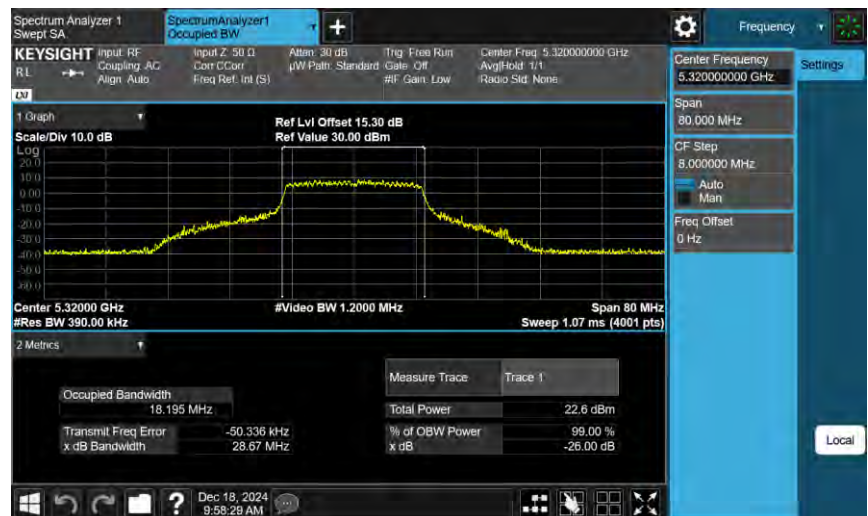 Spectrum Analyzer 1
Swept SA
SpectrumAnalyzer1
Occupied BW
Frequency
KEYSIGHT
RL
LXI
Input: RF
Coupling: AC
Align: Auto
Input Z: 50 Ω
Corr CCorr
Freq Ref: Int (S)
Atten: 30 dB
µW Path: Standard
Trig: Free Run
Gate: Off
#IF Gain: Low
Center Freq: 5.320000000 GHz
Avg|Hold: 1/1
Radio Std: None
1 Graph
Scale/Div 10.0 dB
Ref Lvl Offset 15.30 dB
Ref Value 30.00 dBm
Log
20.0
10.0
0.00
-10.0
-20.0
-30.0
-40.0
-50.0
-60.0
Center 5.32000 GHz
#Res BW 390.00 kHz
#Video BW 1.2000 MHz
Span 80 MHz
Sweep 1.07 ms (4001 pts)
2 Metrics
Occupied Bandwidth
18.195 MHz
Transmit Freq Error -50.336 kHz
x dB Bandwidth 28.67 MHz
Measure Trace Trace 1
Total Power 22.6 dBm
% of OBW Power 99.00 %
x dB -26.00 dB
Center Frequency
5.320000000 GHz
Span
80.000 MHz
CF Step
8.000000 MHz
Auto
Man
Freq Offset
0 Hz
Settings
Local
?
Dec 18, 2024
9:58:29 AM